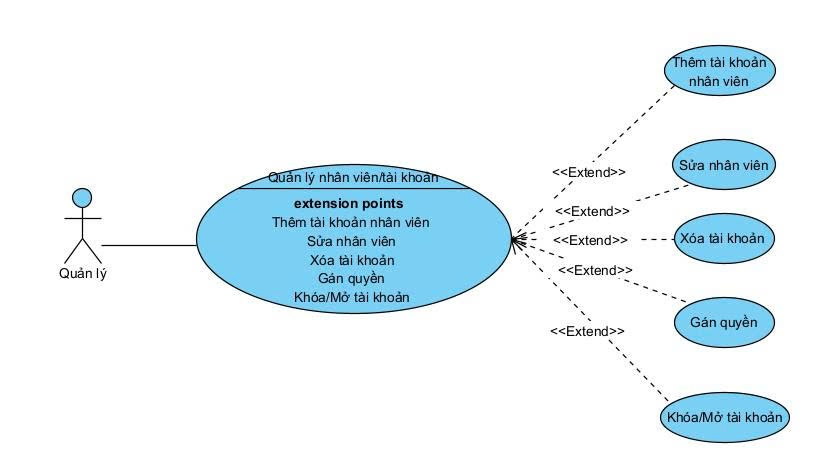 Thêm tài khoản
nhân viên
<<Extend>>
Sửa nhân viên
Quản lý nhân viên/tài khoản
extension points
Thêm tài khoản nhân viên
Sửa nhân viên
Xóa tài khoản
Gán quyền
Khóa/Mở tài khoản
<<Extend>>
<<Extend>>
Xóa tài khoản
Quản lý
<<Extend>>
Gán quyền
<<Extend>>
Khóa/Mở tài khoản